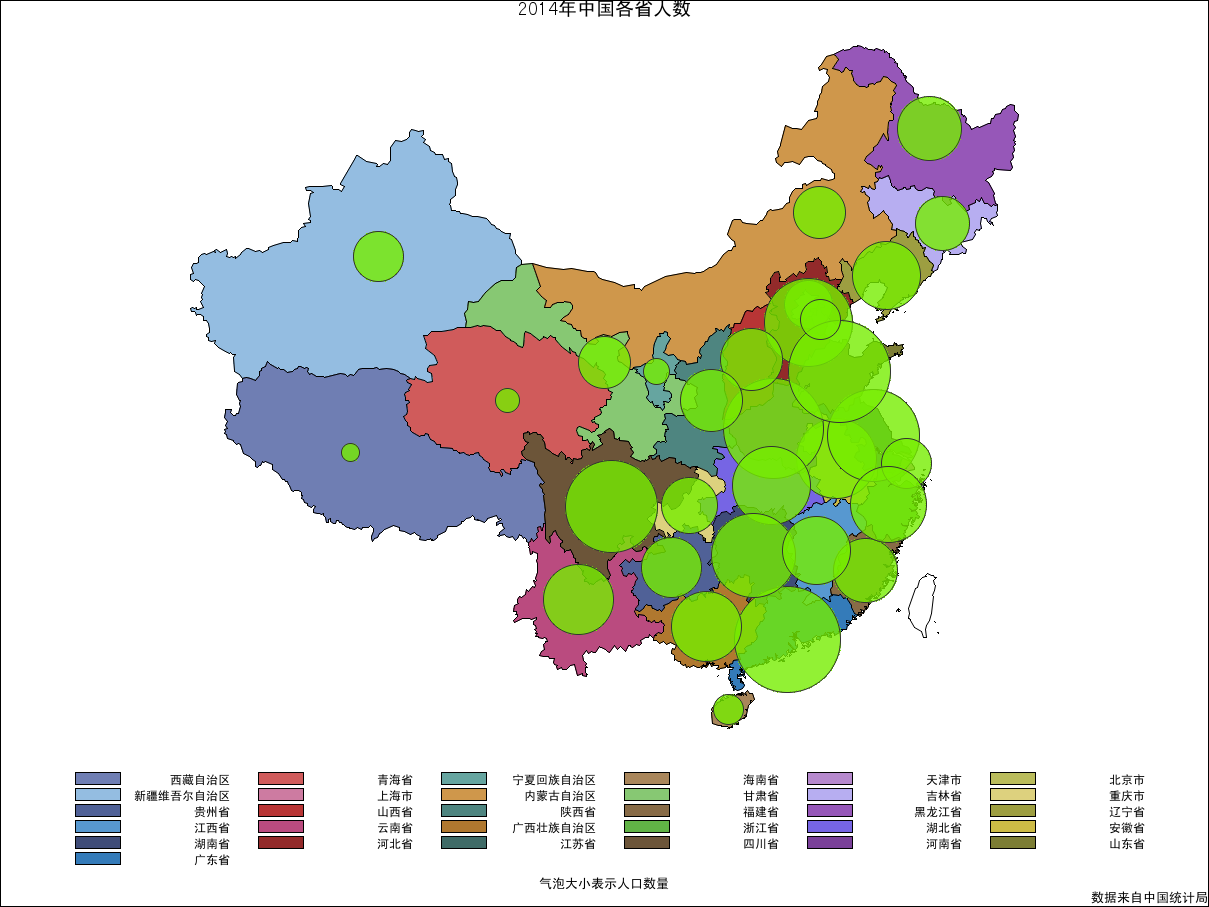 2014年中国各省人数
西藏自治区 青海省 宁夏回族自治区 海南省 天津市 北京市
新疆维吾尔自治区 上海市 内蒙古自治区 甘肃省 吉林省 重庆市
贵州省 山西省 陕西省 福建省 黑龙江省 辽宁省
江西省 云南省 广西壮族自治区 浙江省 湖北省 安徽省
湖南省 河北省 江苏省 四川省 河南省 山东省
广东省
气泡大小表示人口数量
数据来自中国统计局